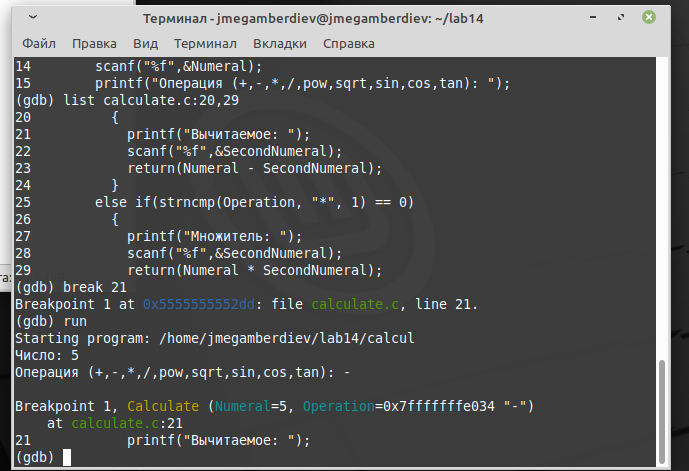 Терминал - jmegamberdiev@jmegamberdiev: ~/lab14
Файл Правка Вид Терминал Вкладки Справка
14        scanf("%f",&Numeral);
15        printf("Операция (+,-,*,/,pow,sqrt,sin,cos,tan): ");
(gdb) list calculate.c:20,29
20          {
21            printf("Вычитаемое: ");
22            scanf("%f",&SecondNumeral);
23            return(Numeral - SecondNumeral);
24          }
25        else if(strncmp(Operation, "*", 1) == 0)
26          {
27            printf("Множитель: ");
28            scanf("%f",&SecondNumeral);
29            return(Numeral * SecondNumeral);
(gdb) break 21
Breakpoint 1 at 0x5555555552dd: file calculate.c, line 21.
(gdb) run
Starting program: /home/jmegamberdiev/lab14/calcul
Число: 5
Операция (+,-,*,/,pow,sqrt,sin,cos,tan): -
Breakpoint 1, Calculate (Numeral=5, Operation=0x7fffffffe034 "-")
    at calculate.c:21
21            printf("Вычитаемое: ");
(gdb)